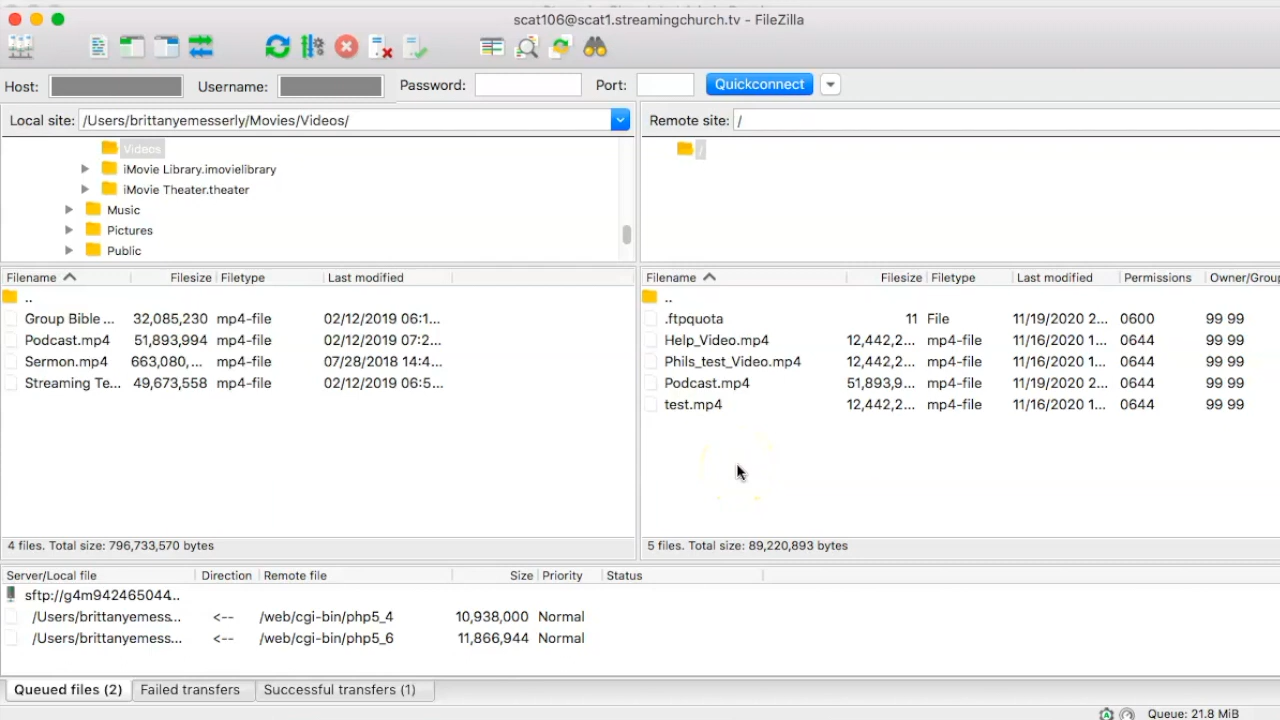 scat106@scat1.streamingchurch.tv - FileZilla
Host: Username: Password: Port: Quickconnect
Local site: /Users/brittanyemesserly/Movies/Videos/
Remote site: /
Videos
iMovie Library.imovielibrary
iMovie Theater.theater
Music
Pictures
Public
/
Filename Filesize Filetype Last modified
..
Group Bible ... 32,085,230 mp4-file 02/12/2019 06:1...
Podcast.mp4 51,893,994 mp4-file 02/12/2019 07:2...
Sermon.mp4 663,080,... mp4-file 07/28/2018 14:4...
Streaming Te... 49,673,558 mp4-file 02/12/2019 06:5...
4 files. Total size: 796,733,570 bytes
Filename Filesize Filetype Last modified Permissions Owner/Group
..
.ftpquota 11 File 11/19/2020 2... 0600 99 99
Help_Video.mp4 12,442,2... mp4-file 11/16/2020 1... 0644 99 99
Phils_test_Video.mp4 12,442,2... mp4-file 11/16/2020 1... 0644 99 99
Podcast.mp4 51,893,9... mp4-file 11/19/2020 2... 0644 99 99
test.mp4 12,442,2... mp4-file 11/16/2020 1... 0644 99 99
5 files. Total size: 89,220,893 bytes
Server/Local file Direction Remote file Size Priority Status
sftp://g4m942465044...
/Users/brittanyemess... <-- /web/cgi-bin/php5_4 10,938,000 Normal
/Users/brittanyemess... <-- /web/cgi-bin/php5_6 11,866,944 Normal
Queued files (2) Failed transfers Successful transfers (1)
Queue: 21.8 MiB